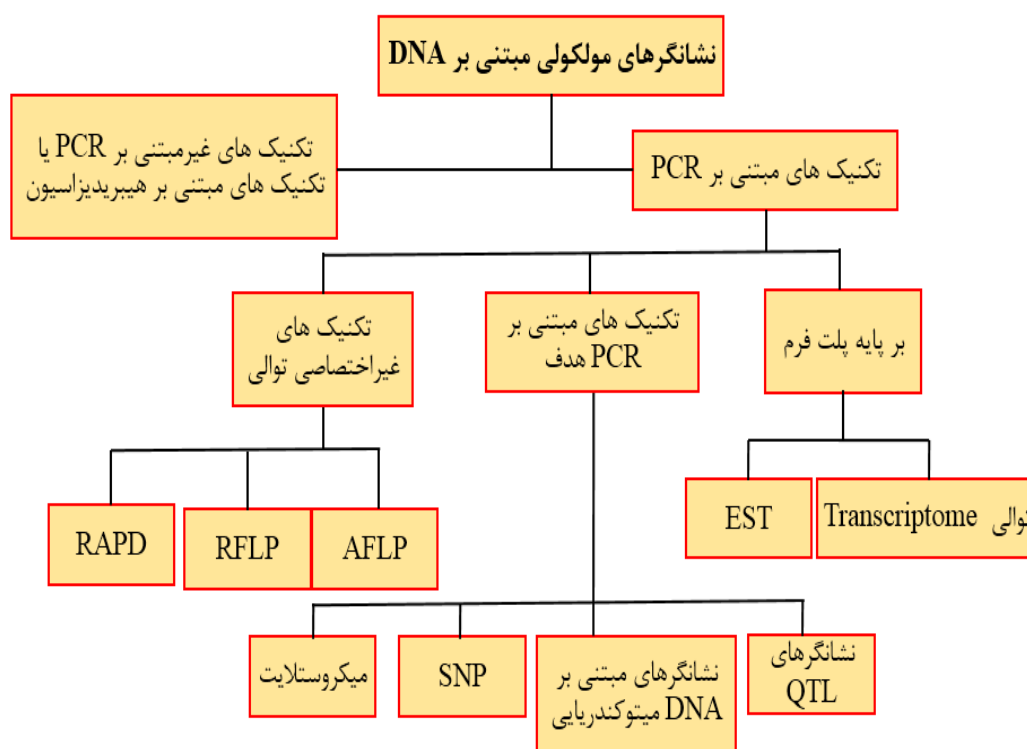 نشانگرهای مولکولی مبتنی بر DNA
تکنیک های مبتنی بر PCR
تکنیک های غیرمبتنی بر PCR یا
تکنیک های مبتنی بر هیبریدیزاسیون
بر پایه پلت فرم
تکنیک های مبتنی بر
PCR هدف
تکنیک های
غیراختصاصی توالی
توالی Transcriptome
EST
AFLP
RFLP
RAPD
نشانگرهای
QTL
نشانگرهای مبتنی بر
DNA میتوکندریایی
SNP
میکروستلایت